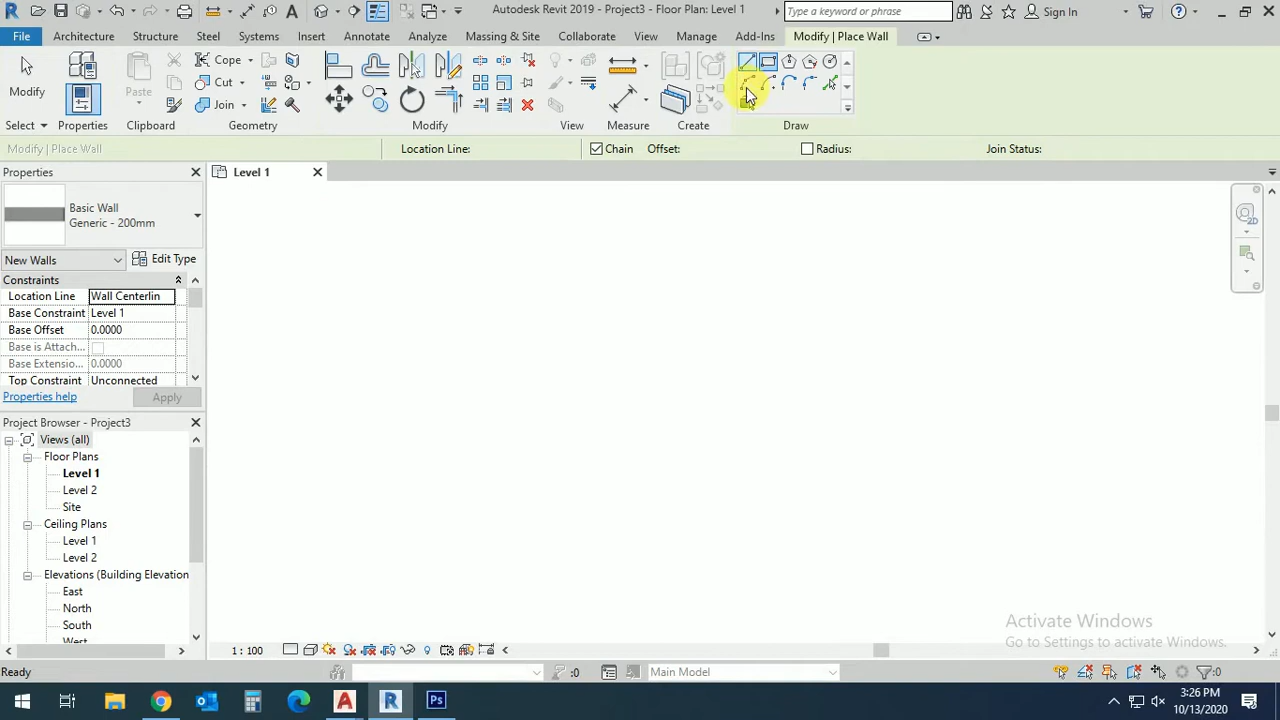 Autodesk Revit 2019 - Project3 - Floor Plan: Level 1
Type a keyword or phrase
Sign In
File
Architecture
Structure
Steel
Systems
Insert
Annotate
Analyze
Massing & Site
Collaborate
View
Manage
Add-Ins
Modify | Place Wall
Modify
Paste
Cope
Cut
Join
Select
Properties
Clipboard
Geometry
Modify
View
Measure
Create
Draw
Modify | Place Wall
Location Line:
Chain
Offset:
Radius:
Join Status:
Properties
Level 1
Basic Wall
Generic - 200mm
New Walls
Edit Type
Constraints
Location Line
Wall Centerlin
Base Constraint
Level 1
Base Offset
0.0000
Base is Attach...
Base Extensio...
0.0000
Top Constraint
Unconnected
Properties help
Apply
Project Browser - Project3
Views (all)
Floor Plans
Level 1
Level 2
Site
Ceiling Plans
Level 1
Level 2
Elevations (Building Elevation
East
North
South
West
Activate Windows
Go to Settings to activate Windows.
1 : 100
Ready
:0
Main Model
:0
3:26 PM
10/13/2020